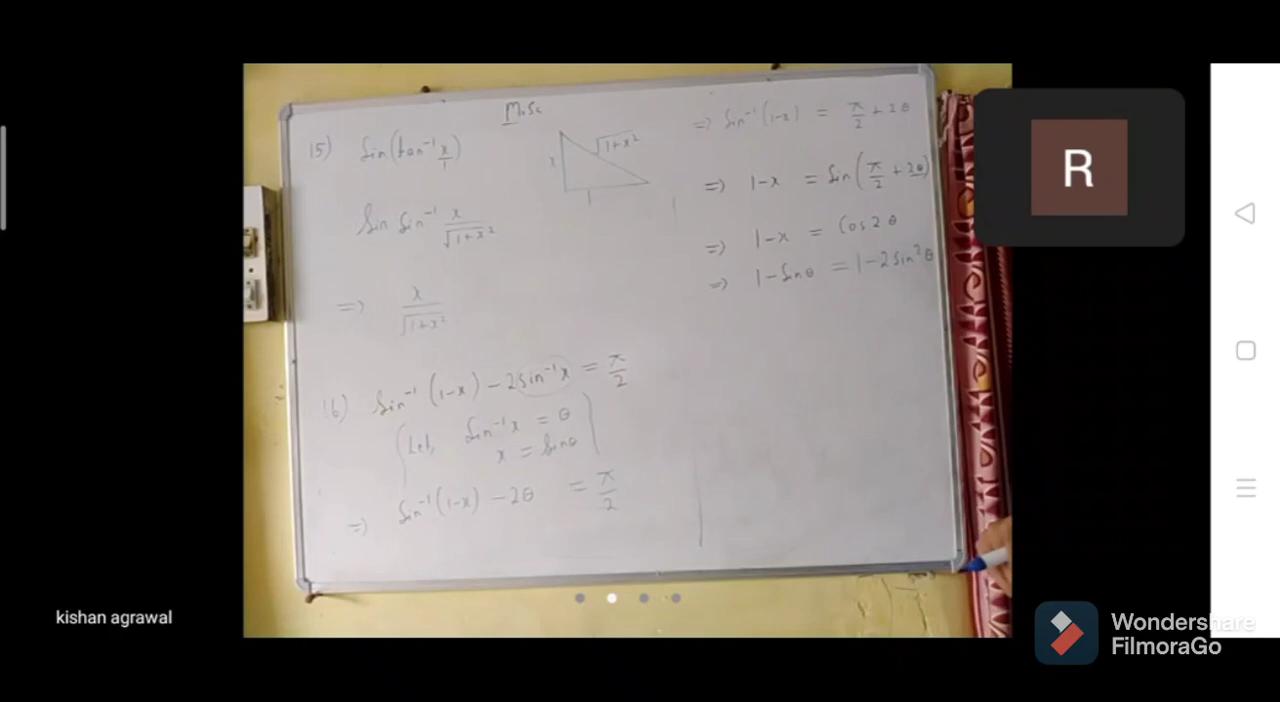 Misc
15) Sin(tan⁻¹ x/1)
x
√1+x²
1
Sin Sin⁻¹ x/√1+x²
=> x/√1+x²
16) Sin⁻¹(1-x) - 2Sin⁻¹x = π/2
(Let, Sin⁻¹x = θ
x = Sinθ)
=> Sin⁻¹(1-x) - 2θ = π/2
=> Sin⁻¹(1-x) = π/2 + 2θ
=> 1-x = Sin(π/2 + 2θ)
=> 1-x = Cos2θ
=> 1-Sinθ = 1-2Sin²θ
R
kishan agrawal
Wondershare
FilmoraGo